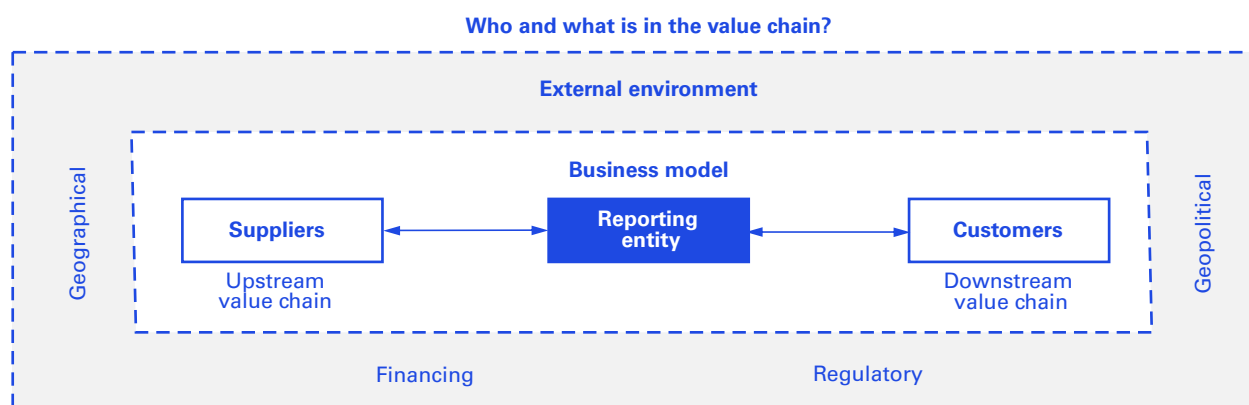 Who and what is in the value chain?
External environment
Geographical
Business model
Suppliers
Reporting
entity
Customers
Upstream
value chain
Downstream
value chain
Geopolitical
Financing
Regulatory